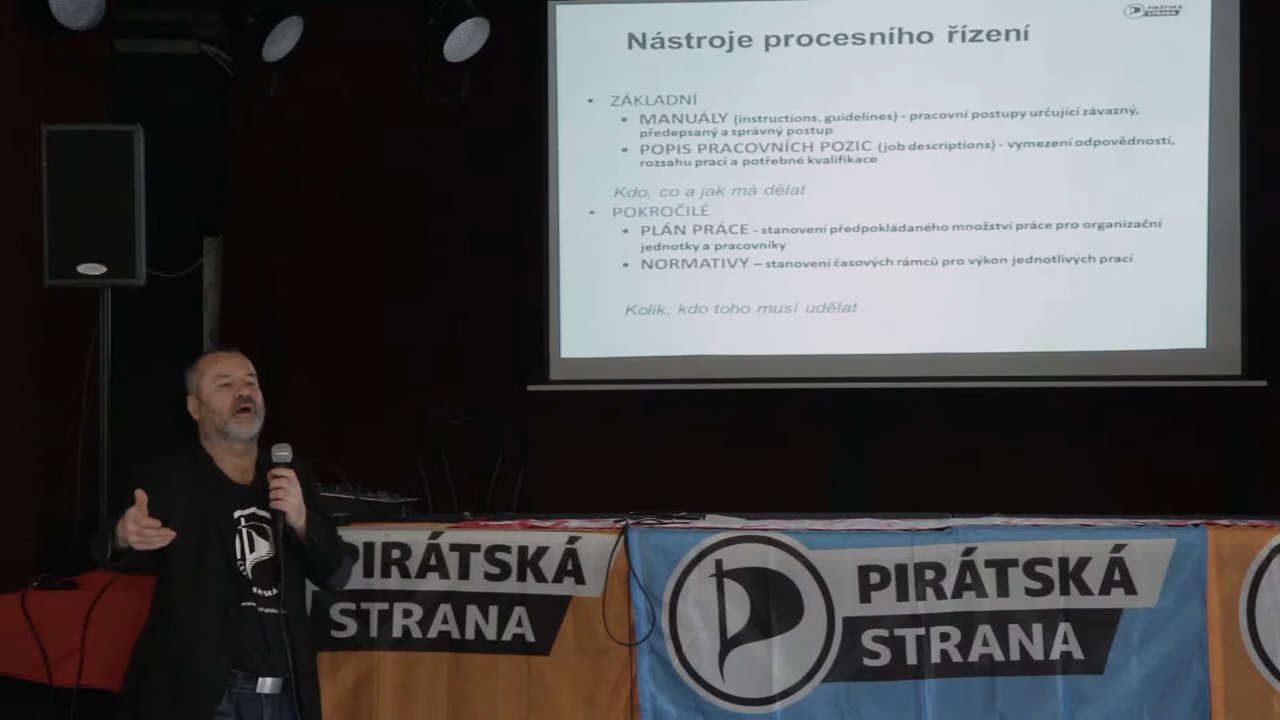 PIRÁTSKÁ
STRANA
Nástroje procesního řízení
• ZÁKLADNÍ
• MANUÁLY (instructions, guidelines) - pracovní postupy určující závazný,
předepsaný a správný postup
• POPIS PRACOVNÍCH POZIC (job descriptions) - vymezení odpovědností,
rozsahu prací a potřebné kvalifikace
Kdo, co a jak má dělat
• POKROČILÉ
• PLÁN PRÁCE - stanovení předpokládaného množství práce pro organizační
jednotky a pracovníky
• NORMATIVY – stanovení časových rámců pro výkon jednotlivých prací
Kolik, kdo toho musí udělat
PIRÁTSKÁ
STRANA
PIRÁTSKÁ
STRANA